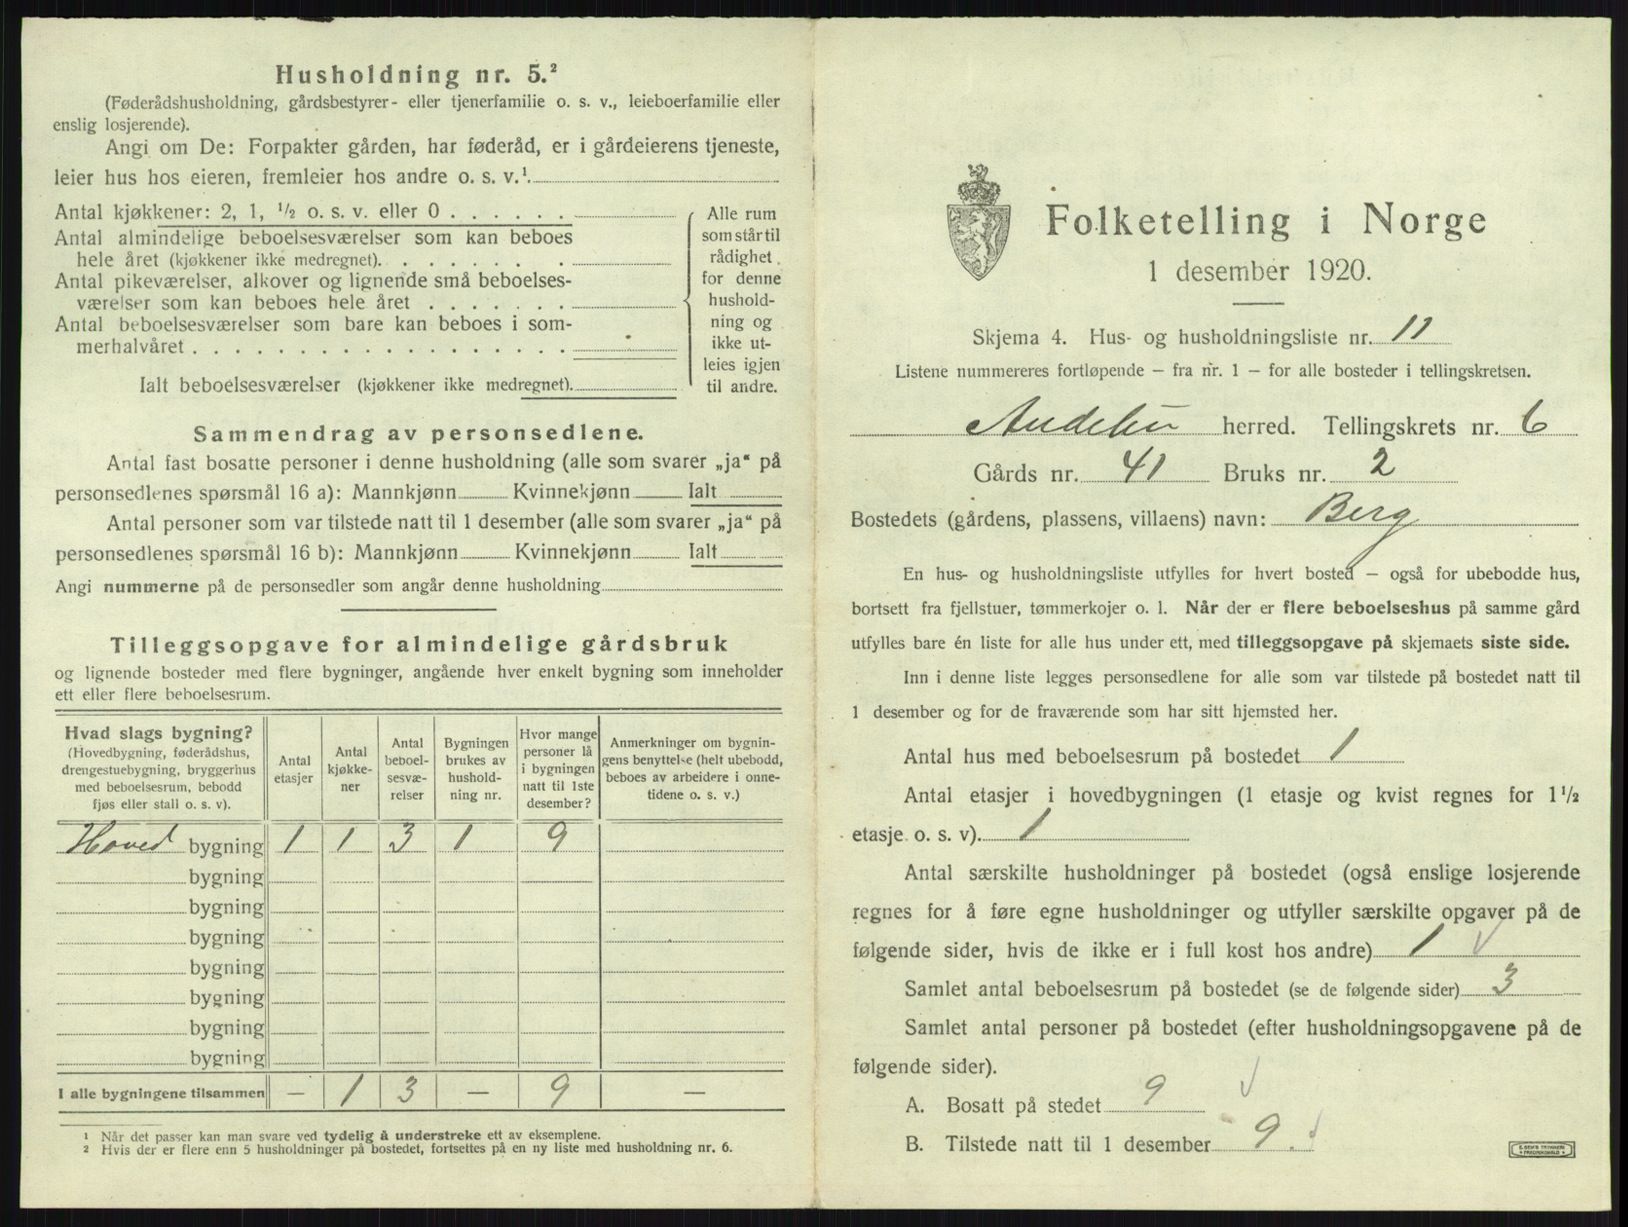 Husholdning nr. 5.²
(Føderådshusholdning, gårdsbestyrer- eller tjenerfamilie o. s. v., leieboerfamilie eller
enslig losjerende).
Angi om De: Forpakter gården, har føderåd, er i gårdeierens tjeneste,
leier hus hos eieren, fremleier hos andre o. s. v.¹
Antal kjøkkener: 2, 1, ½ o. s. v. eller 0 . . . . . .
Antal almindelige beboelsesværelser som kan beboes
hele året (kjøkkener ikke medregnet). . . . . . . .
Antal pikeværelser, alkover og lignende små beboelses-
værelser som kan beboes hele året . . . . . . .
Antal beboelsesværelser som bare kan beboes i som-
merhalvåret . . . . . . . . . . . . . . . . . .
Ialt beboelsesværelser (kjøkkener ikke medregnet).
Alle rum
som står til
rådighet
for denne
hushold-
ning og
ikke ut-
leies igjen
til andre.
Sammendrag av personsedlene.
Antal fast bosatte personer i denne husholdning (alle som svarer „ja“ på
personsedlenes spørsmål 16 a): Mannkjønn Kvinnekjønn Ialt
Antal personer som var tilstede natt til 1 desember (alle som svarer „ja“ på
personsedlenes spørsmål 16 b): Mannkjønn Kvinnekjønn Ialt
Angi nummerne på de personsedler som angår denne husholdning
Tilleggsopgave for almindelige gårdsbruk
og lignende bosteder med flere bygninger, angående hver enkelt bygning som inneholder
ett eller flere beboelsesrum.
Hvad slags bygning?
(Hovedbygning, føderådshus,
drengestuebygning, bryggerhus
med beboelsesrum, bebodd
fjøs eller stall o. s. v).
Antal
etasjer
Antal
kjøkke-
ner
Antal
beboel-
sesvæ-
relser
Bygningen
brukes av
hushold-
ning nr.
Hvor mange
personer lå
i bygningen
natt til 1ste
desember?
Anmerkninger om bygnin-
gens benyttelse (helt ubebodd,
beboes av arbeidere i onne-
tidene o. s. v.)
Hoved bygning 1 1 3 1 9
bygning
bygning
bygning
bygning
bygning
bygning
bygning
I alle bygningene tilsammen — 1 3 — 9 —
¹ Når det passer kan man svare ved tydelig å understreke ett av eksemplene.
² Hvis der er flere enn 5 husholdninger på bostedet, fortsettes på en ny liste med husholdning nr. 6.
Folketelling i Norge
1 desember 1920.
Skjema 4. Hus- og husholdningsliste nr. 11
Listene nummereres fortløpende — fra nr. 1 — for alle bosteder i tellingskretsen.
Andebu herred. Tellingskrets nr. 6
Gårds nr. 41 Bruks nr. 2
Bostedets (gårdens, plassens, villaens) navn: Berg
En hus- og husholdningsliste utfylles for hvert bosted — også for ubebodde hus,
bortsett fra fjellstuer, tømmerkojer o. l. Når der er flere beboelseshus på samme gård
utfylles bare én liste for alle hus under ett, med tilleggsopgave på skjemaets siste side.
Inn i denne liste legges personsedlene for alle som var tilstede på bostedet natt til
1 desember og for de fraværende som har sitt hjemsted her.
Antal hus med beboelsesrum på bostedet 1
Antal etasjer i hovedbygningen (1 etasje og kvist regnes for 1½
etasje o. s. v). 1
Antal særskilte husholdninger på bostedet (også enslige losjerende
regnes for å føre egne husholdninger og utfyller særskilte opgaver på de
følgende sider, hvis de ikke er i full kost hos andre) 1 √
Samlet antal beboelsesrum på bostedet (se de følgende sider) 3
Samlet antal personer på bostedet (efter husholdningsopgavene på de
følgende sider).
A. Bosatt på stedet 9 √
B. Tilstede natt til 1 desember 9.